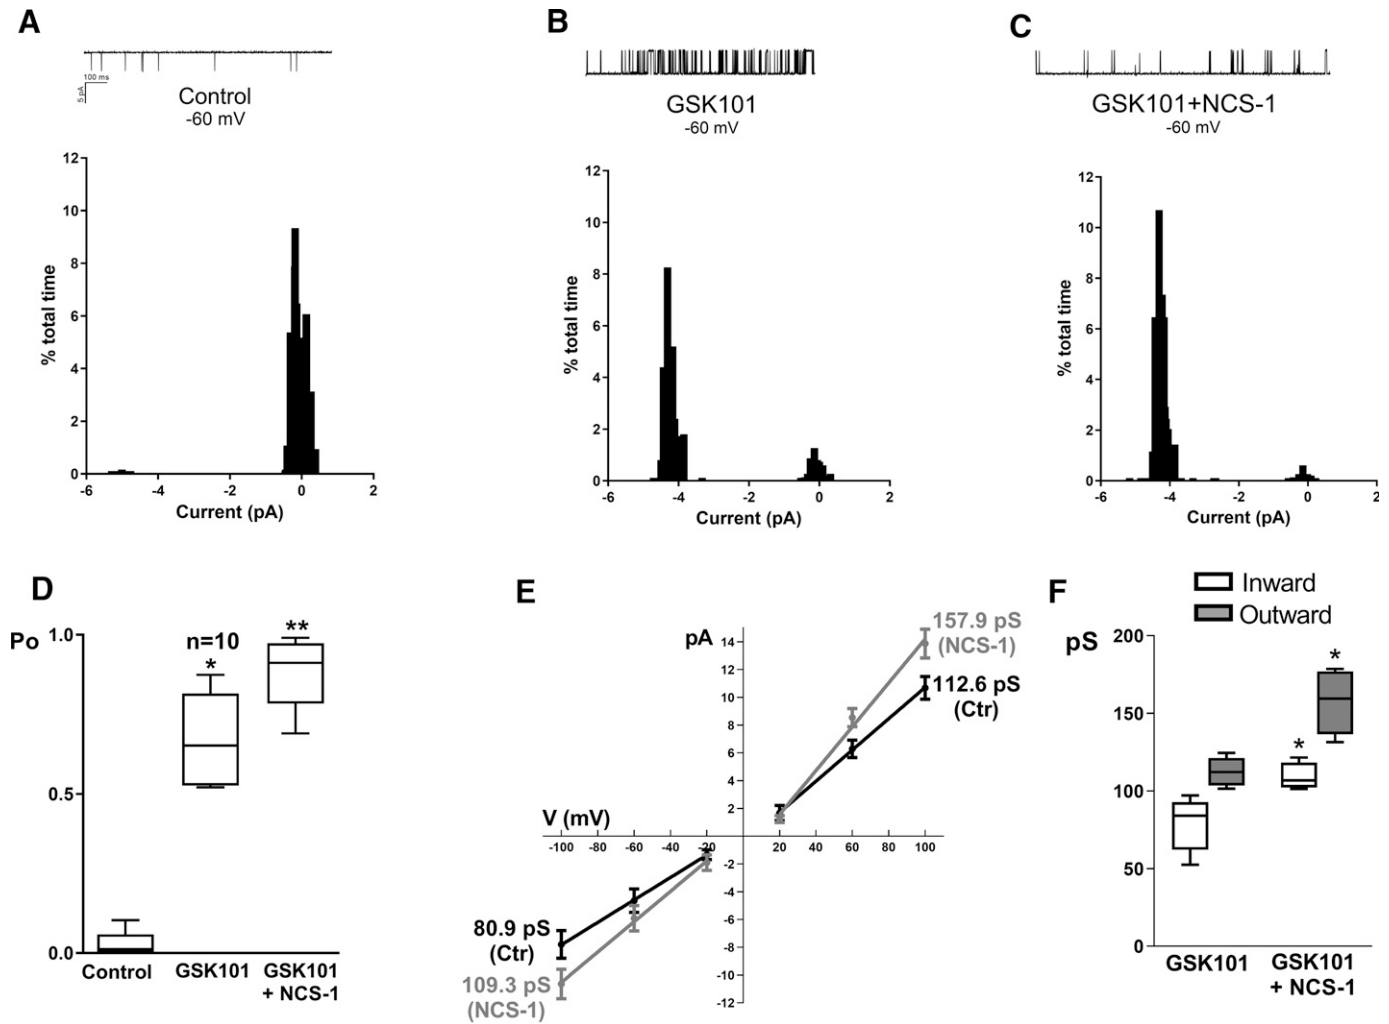 A
100 ms
5 pA
Control
-60 mV
12
10
8
6
4
2
0
% total time
-6 -4 -2 0 2
Current (pA)
B
GSK101
-60 mV
12
10
8
6
4
2
0
% total time
-6 -4 -2 0 2
Current (pA)
C
GSK101+NCS-1
-60 mV
12
10
8
6
4
2
0
% total time
-6 -4 -2 0 2
Current (pA)
D
Po
1.0
0.5
0.0
n=10
*
**
Control
GSK101
GSK101
+ NCS-1
E
pA
14
12
10
8
6
4
2
-2
-4
-6
-8
-10
-12
V (mV)
-100 -80 -60 -40 -20 20 40 60 80 100
157.9 pS
(NCS-1)
112.6 pS
(Ctr)
80.9 pS
(Ctr)
109.3 pS
(NCS-1)
F
Inward
Outward
pS
200
150
100
50
0
*
*
GSK101
GSK101
+ NCS-1